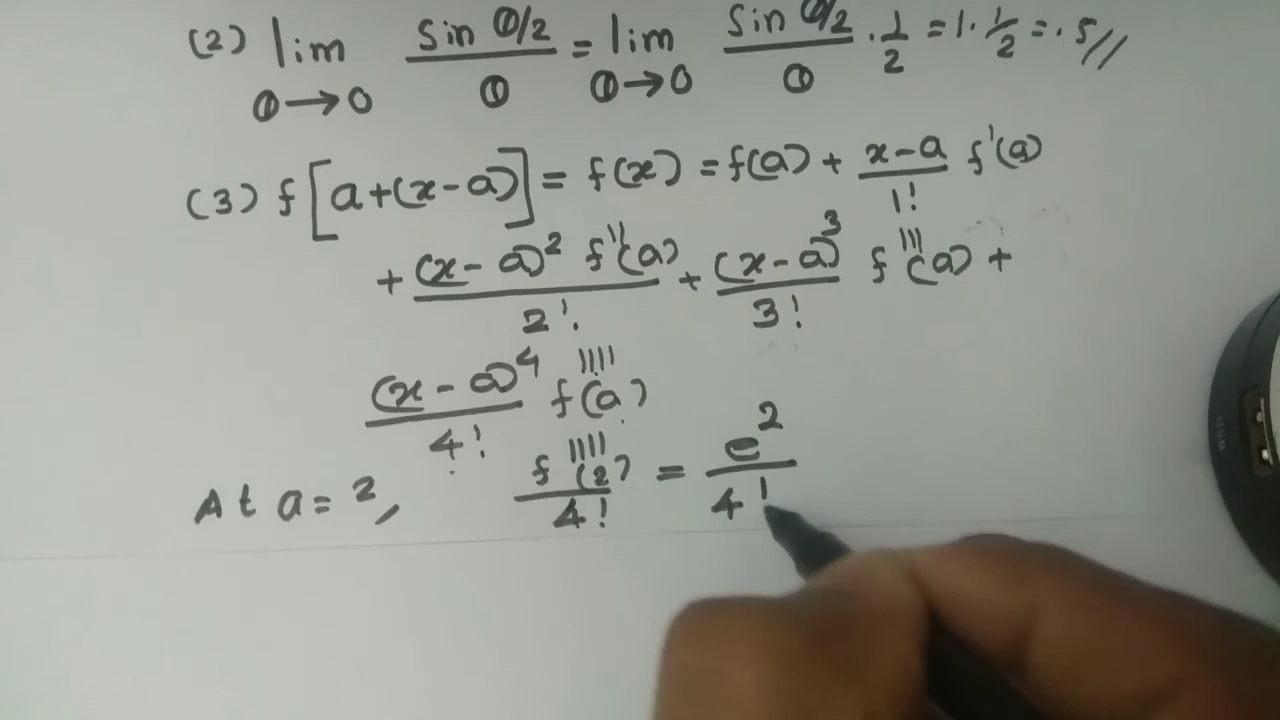 (2) lim θ→0 sin θ/2 / θ = lim θ→0 sin θ/2 / θ . 1/2 = 1. 1/2 = .5//
(3) f[a+(x-a)] = f(x) = f(a) + x-a / 1! f'(a)
+ (x-a)² f''(a) / 2! + (x-a)³ / 3! f'''(a) +
(x-a)⁴ / 4! f''''(a)
At a = 2, f''''(2) / 4! = e² / 4!